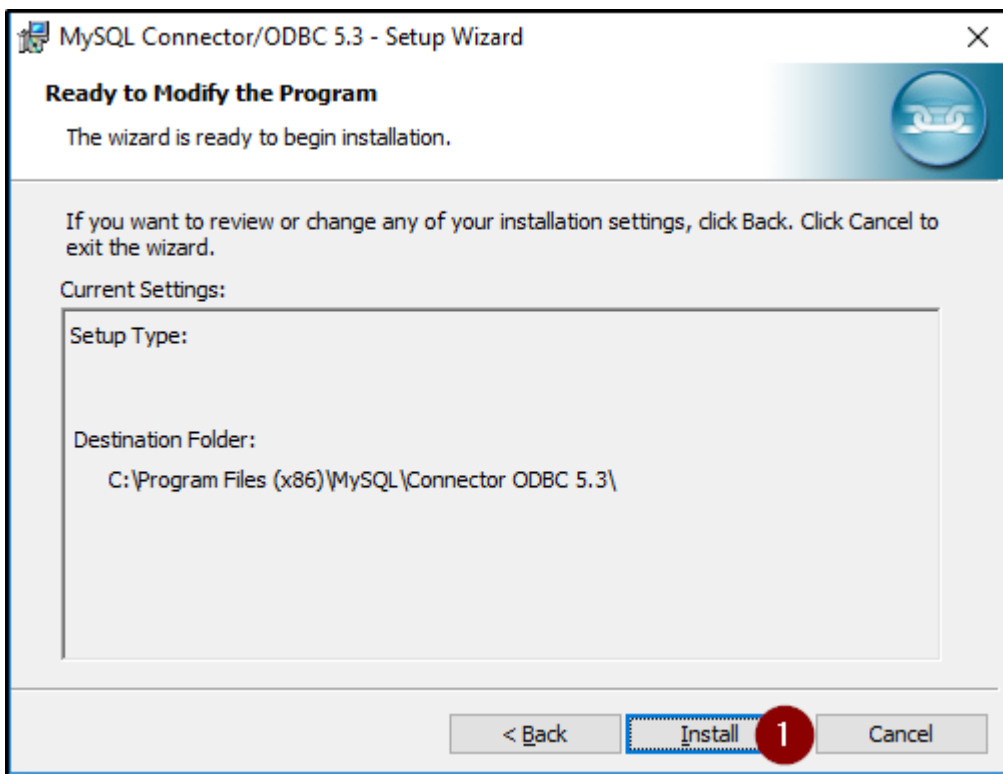 MySQL Connector/ODBC 5.3 - Setup Wizard
Ready to Modify the Program
The wizard is ready to begin installation.
If you want to review or change any of your installation settings, click Back. Click Cancel to
exit the wizard.
Current Settings:
Setup Type:
Destination Folder:
C:\Program Files (x86)\MySQL\Connector ODBC 5.3\
< Back
Install
1
Cancel